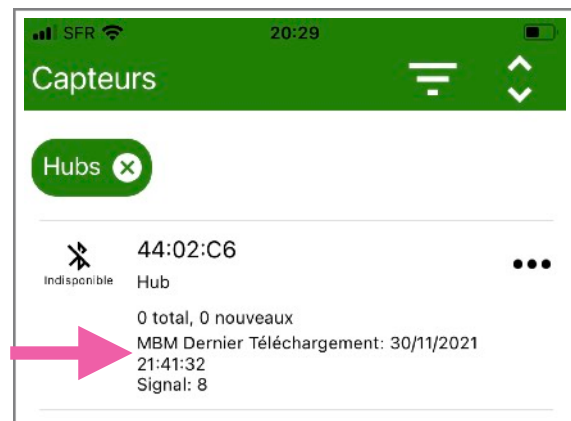 SFR 20:29
Capteurs
Hubs
44:02:C6
Indisponible
Hub
0 total, 0 nouveaux
MBM Dernier Téléchargement: 30/11/2021
21:41:32
Signal: 8